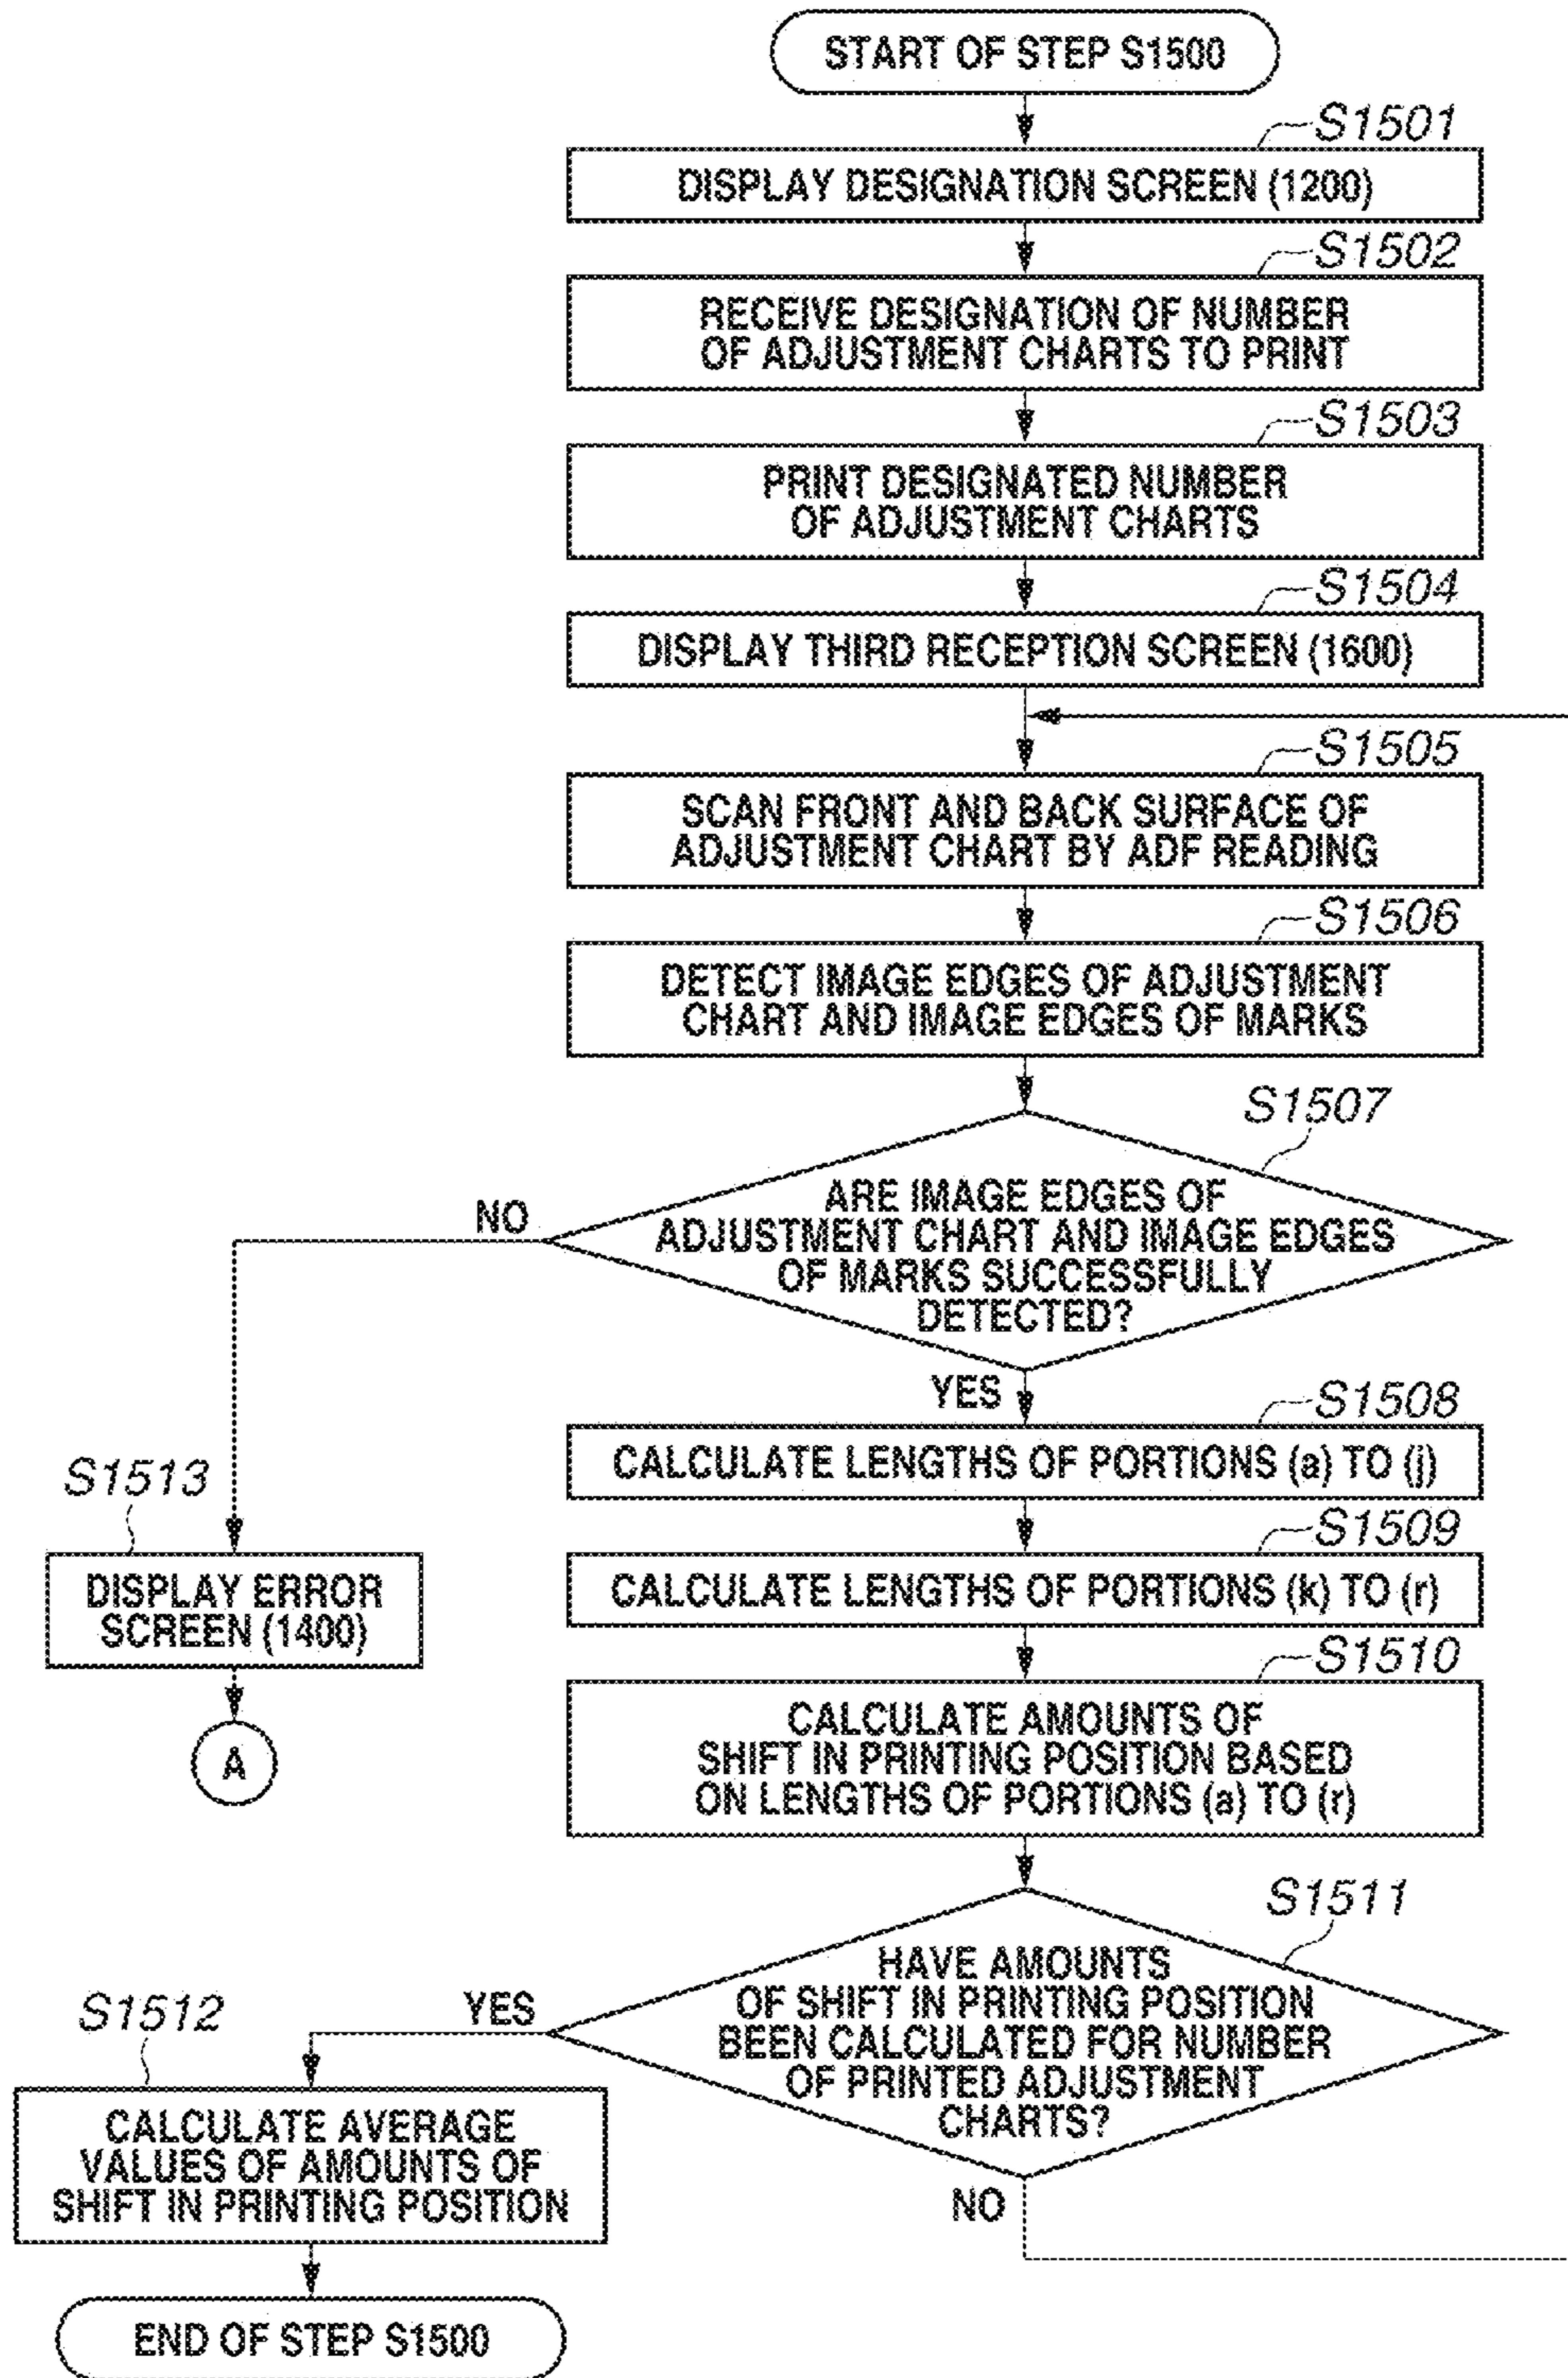 START OF STEP S1500
S1501
DISPLAY DESIGNATION SCREEN (1200)
S1502
RECEIVE DESIGNATION OF NUMBER
OF ADJUSTMENT CHARTS TO PRINT
S1503
PRINT DESIGNATED NUMBER
OF ADJUSTMENT CHARTS
S1504
DISPLAY THIRD RECEPTION SCREEN (1600)
S1505
SCAN FRONT AND BACK SURFACE OF
ADJUSTMENT CHART BY ADF READING
S1506
DETECT IMAGE EDGES OF ADJUSTMENT
CHART AND IMAGE EDGES OF MARKS
S1507
ARE IMAGE EDGES OF
ADJUSTMENT CHART AND IMAGE EDGES
OF MARKS SUCCESSFULLY
DETECTED?
NO
YES
S1508
CALCULATE LENGTHS OF PORTIONS (a) TO (j)
S1513
DISPLAY ERROR
SCREEN (1400)
A
S1509
CALCULATE LENGTHS OF PORTIONS (k) TO (r)
S1510
CALCULATE AMOUNTS OF
SHIFT IN PRINTING POSITION BASED
ON LENGTHS OF PORTIONS (a) TO (r)
S1511
HAVE AMOUNTS
OF SHIFT IN PRINTING POSITION
BEEN CALCULATED FOR NUMBER
OF PRINTED ADJUSTMENT
CHARTS?
YES
NO
S1512
CALCULATE AVERAGE
VALUES OF AMOUNTS OF
SHIFT IN PRINTING POSITION
END OF STEP S1500